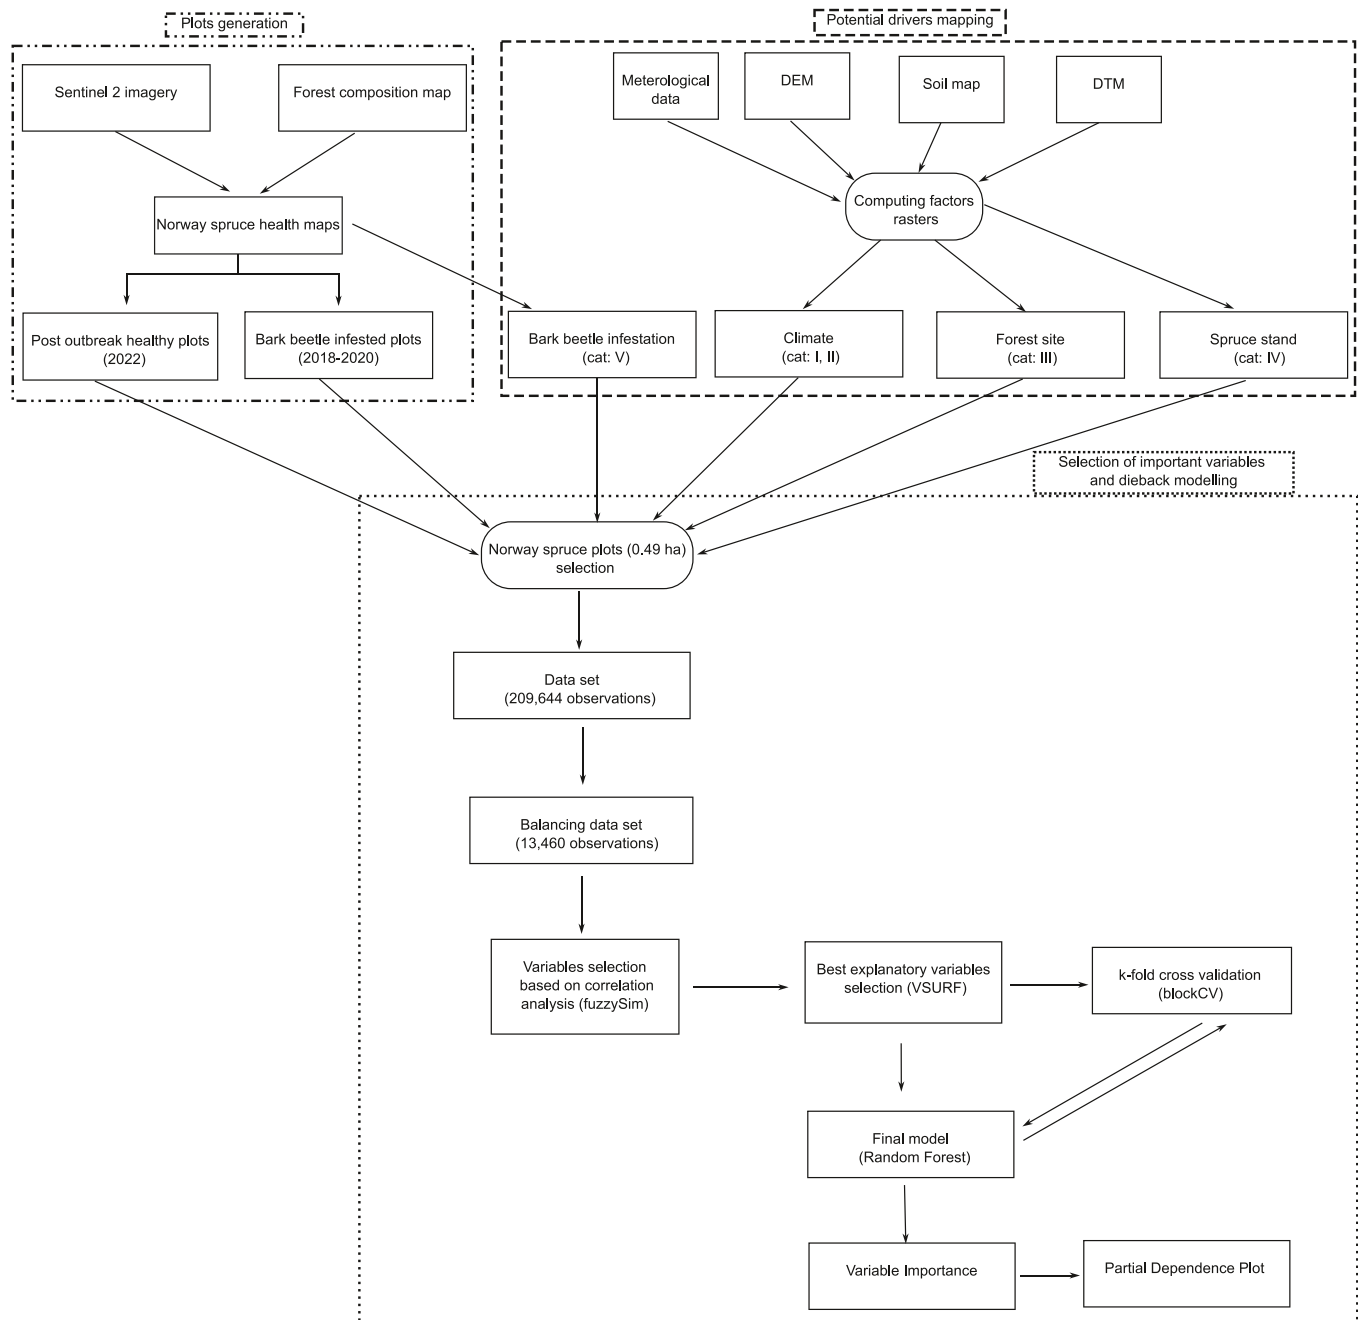 Plots generation
Potential drivers mapping
Sentinel 2 imagery
Forest composition map
Meterological
data
DEM
Soil map
DTM
Computing factors
rasters
Norway spruce health maps
Post outbreak healthy plots
(2022)
Bark beetle infested plots
(2018-2020)
Bark beetle infestation
(cat: V)
Climate
(cat: I, II)
Forest site
(cat: III)
Spruce stand
(cat: IV)
Selection of important variables
and dieback modelling
Norway spruce plots (0.49 ha)
selection
Data set
(209,644 observations)
Balancing data set
(13,460 observations)
Variables selection
based on correlation
analysis (fuzzySim)
Best explanatory variables
selection (VSURF)
k-fold cross validation
(blockCV)
Final model
(Random Forest)
Variable Importance
Partial Dependence Plot